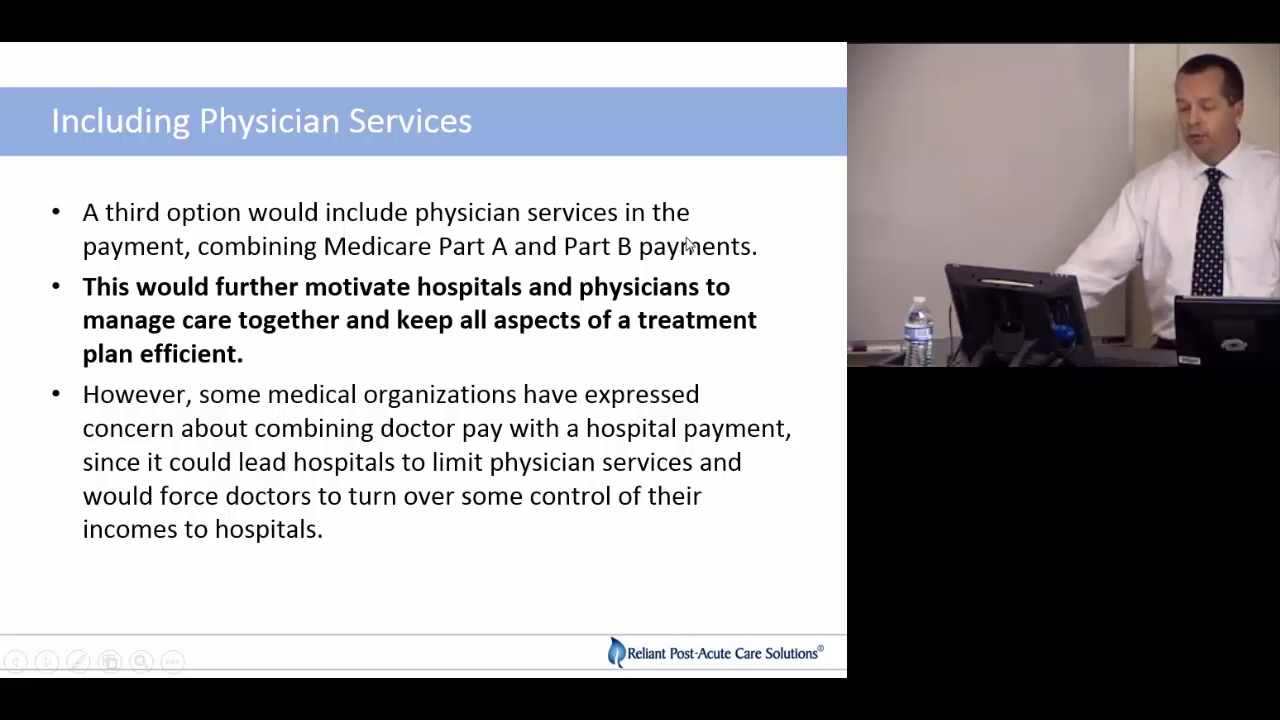 Including Physician Services
• A third option would include physician services in the
payment, combining Medicare Part A and Part B payments.
• This would further motivate hospitals and physicians to
manage care together and keep all aspects of a treatment
plan efficient.
• However, some medical organizations have expressed
concern about combining doctor pay with a hospital payment,
since it could lead hospitals to limit physician services and
would force doctors to turn over some control of their
incomes to hospitals.
Reliant Post-Acute Care Solutions®